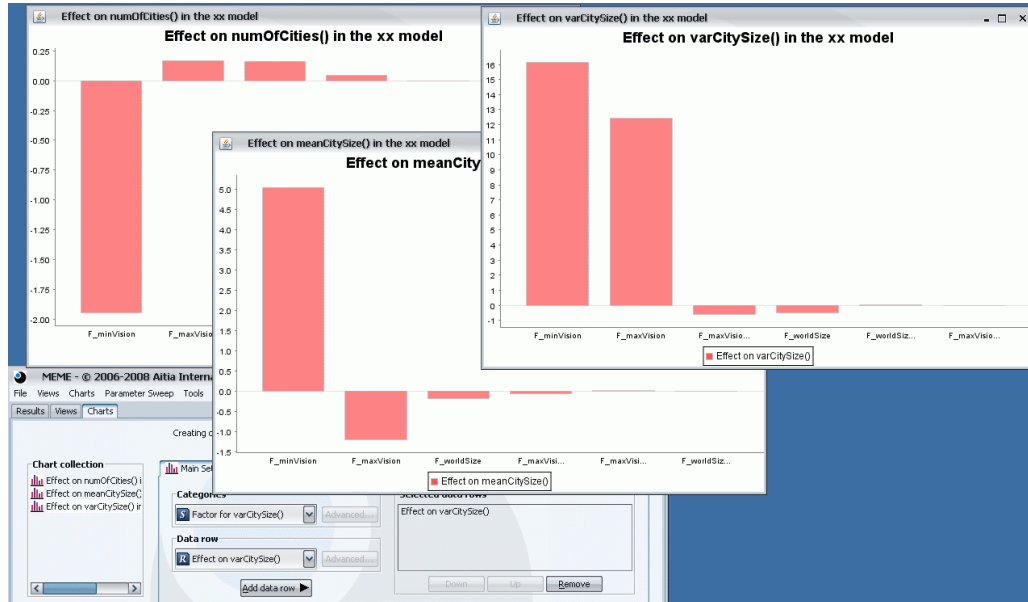 Effect on numOfCities() in the xx model
Effect on numOfCities() in the xx model
0.25
0.00
-0.25
-0.50
-0.75
-1.00
-1.25
-1.50
-1.75
-2.00
F_minVision
F_maxVisio
Effect on varCitySize() in the xx model
Effect on varCitySize() in the xx model
16
15
14
13
12
11
10
9
8
7
6
5
4
3
2
1
0
-1
F_minVision F_maxVision F_maxVisio... F_worldSize F_worldSiz... F_maxVisio...
Effect on varCitySize()
Effect on meanCitySize() in the xx model
Effect on meanCity
5.0
4.5
4.0
3.5
3.0
2.5
2.0
1.5
1.0
0.5
0.0
-0.5
-1.0
-1.5
F_minVision F_maxVision F_worldSize F_maxVisi... F_maxVisi... F_worldSiz...
Effect on meanCitySize()
MEME - © 2006-2008 Aitia Interna
File Views Charts Parameter Sweep Tools
Results Views Charts
Creating c
Chart collection
Effect on numOfCities() i
Effect on meanCitySize(
Effect on varCitySize() ir
Main Sel
Categories
Factor for varCitySize() Advanced...
Data row
Effect on varCitySize() Advanced...
Add data row
Selected data rows
Effect on varCitySize()
Down Up Remove